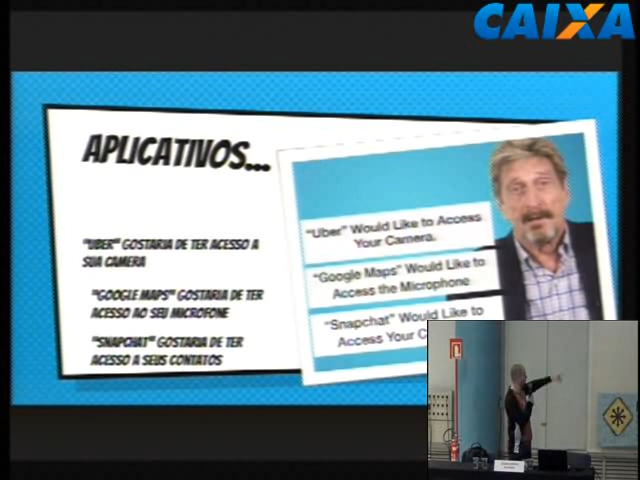 CAIXA
APLICATIVOS...
"UBER" GOSTARIA DE TER ACESSO A
SUA CAMERA
"GOOGLE MAPS" GOSTARIA DE TER
ACESSO AO SEU MICROFONE
"SNAPCHAT" GOSTARIA DE TER
ACESSO A SEUS CONTATOS
"Uber" Would Like to Access
Your Camera.
"Google Maps" Would Like to
Access the Microphone
"Snapchat" Would Like to
Access Your